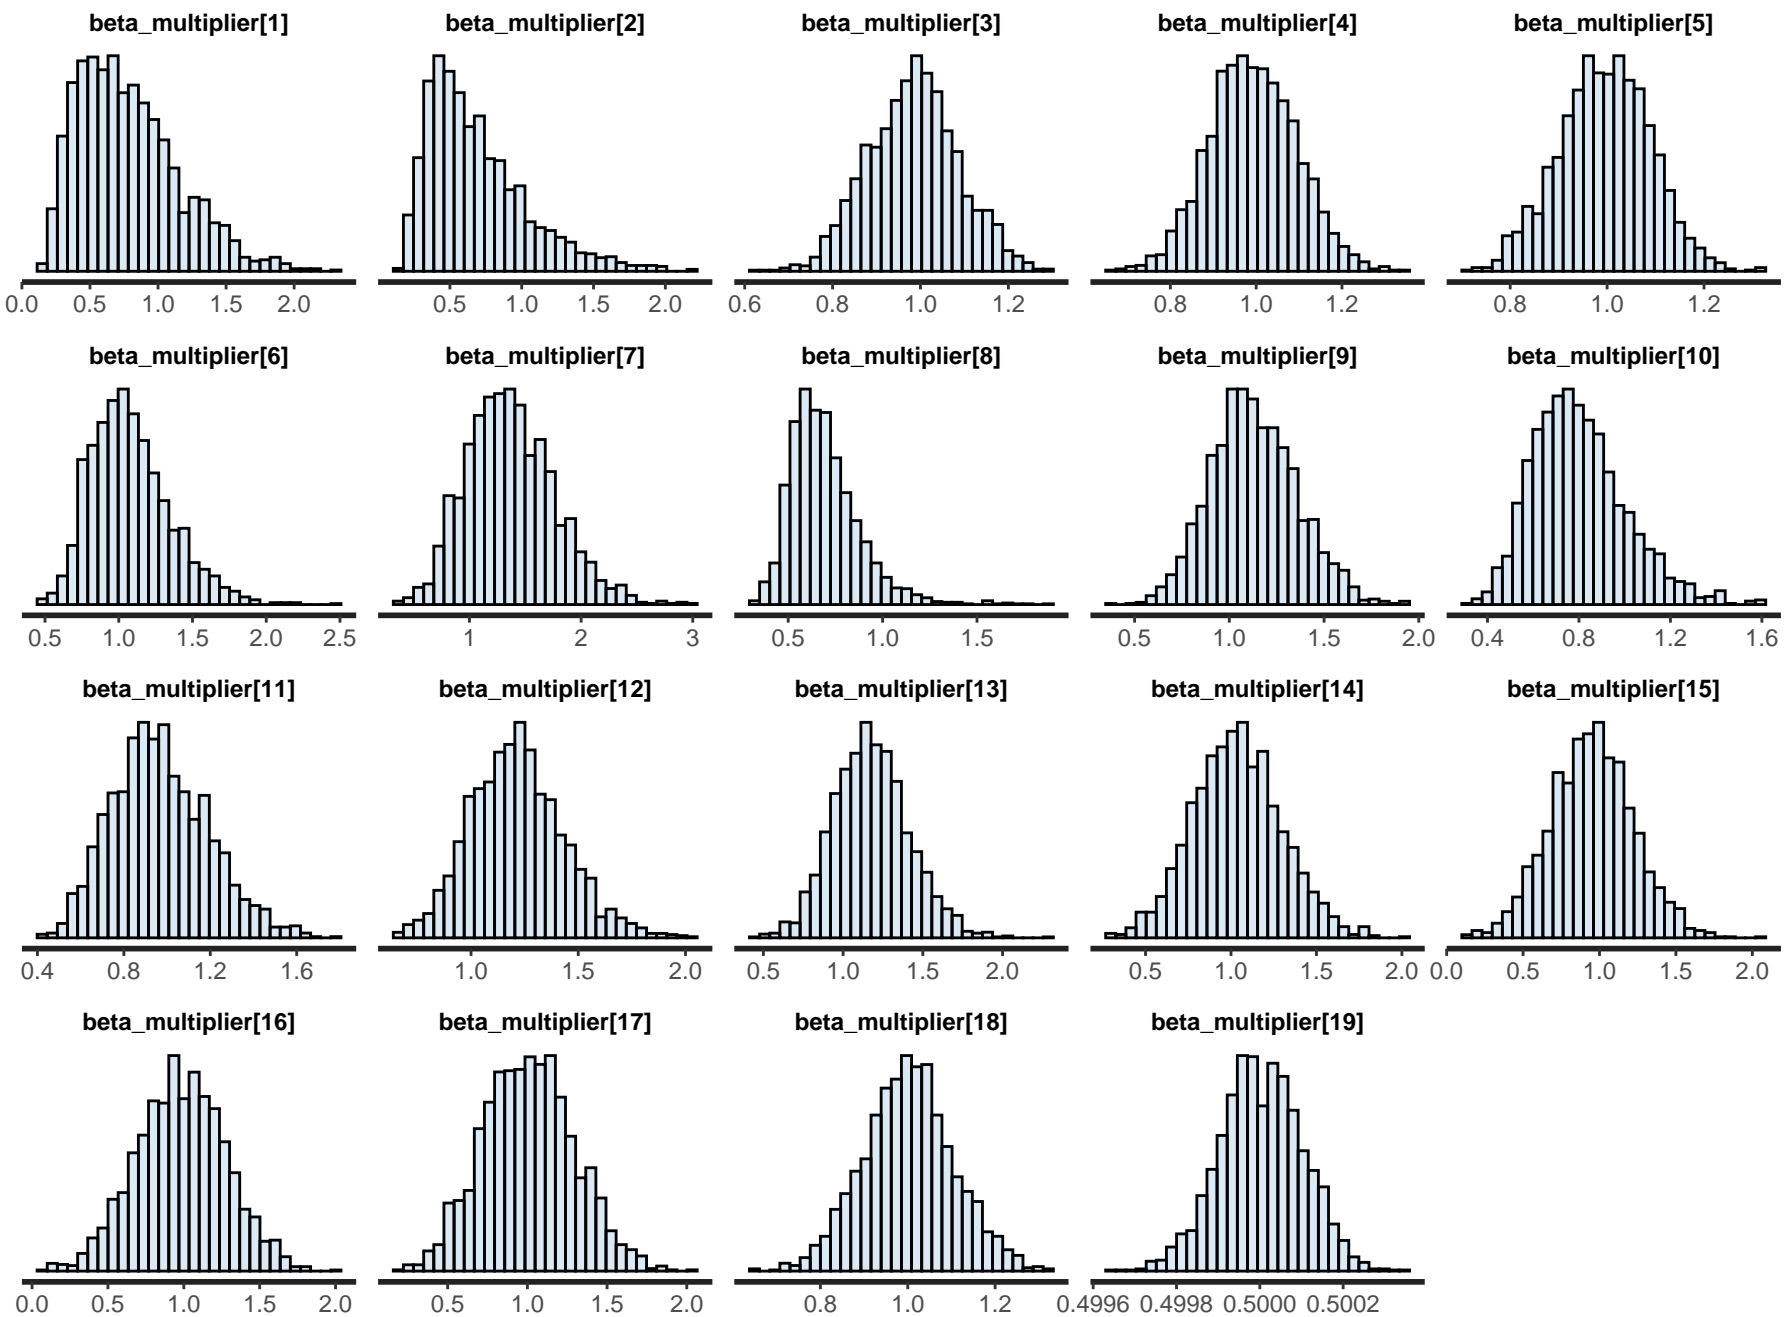 beta_multiplier[1] beta_multiplier[2] beta_multiplier[3] beta_multiplier[4] beta_multiplier[5]
0.0 0.5 1.0 1.5 2.0 0.5 1.0 1.5 2.0 0.6 0.8 1.0 1.2 0.8 1.0 1.2 0.8 1.0 1.2
beta_multiplier[6] beta_multiplier[7] beta_multiplier[8] beta_multiplier[9] beta_multiplier[10]
0.5 1.0 1.5 2.0 2.5 1 2 3 0.5 1.0 1.5 0.5 1.0 1.5 2.0 0.4 0.8 1.2 1.6
beta_multiplier[11] beta_multiplier[12] beta_multiplier[13] beta_multiplier[14] beta_multiplier[15]
0.4 0.8 1.2 1.6 1.0 1.5 2.0 0.5 1.0 1.5 2.0 0.5 1.0 1.5 2.0 0.0 0.5 1.0 1.5 2.0
beta_multiplier[16] beta_multiplier[17] beta_multiplier[18] beta_multiplier[19]
0.0 0.5 1.0 1.5 2.0 0.5 1.0 1.5 2.0 0.8 1.0 1.2 0.4996 0.4998 0.5000 0.5002